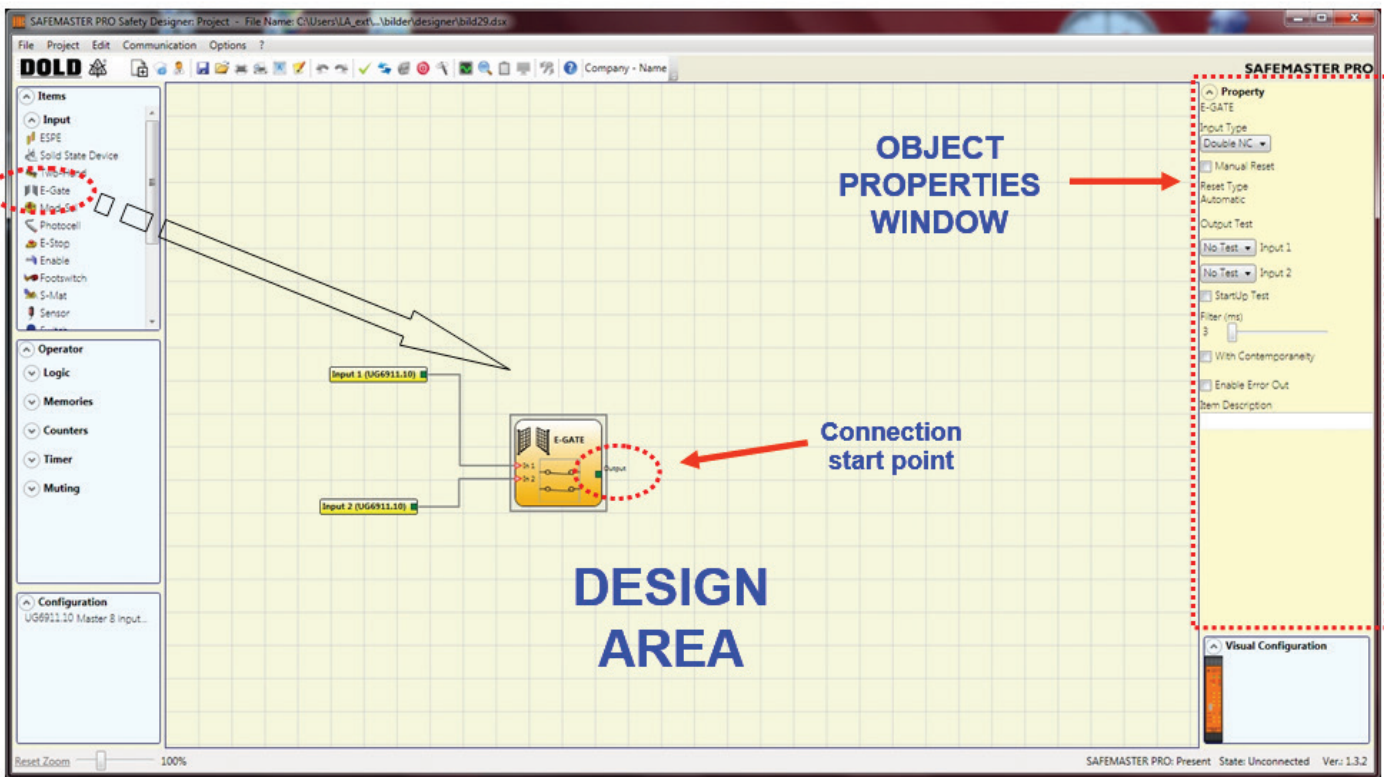 SAFEMASTER PRO Safety Designer: Project - File Name: C:\Users\LA_ext\...\bilder\designer\bild29.dsx
File Project Edit Communication Options ?
DOLD
Company - Name
SAFEMASTER PRO
Items
Input
ESPE
Solid State Device
Two-Hand
E-Gate
Mod-Sel
Photocell
E-Stop
Enable
Footswitch
S-Mat
Sensor
Switch
Operator
Logic
Memories
Counters
Timer
Muting
Configuration
UG6911.10 Master 8 Input...
Reset Zoom
100%
OBJECT
PROPERTIES
WINDOW
Input 1 (UG6911.10)
E-GATE
In 1
In 2
Output
Input 2 (UG6911.10)
Connection
start point
DESIGN
AREA
Property
E-GATE
Input Type
Double NC
Manual Reset
Reset Type
Automatic
Output Test
No Test Input 1
No Test Input 2
StartUp Test
Filter (ms)
3
With Contemporaneity
Enable Error Out
Item Description
Visual Configuration
SAFEMASTER PRO: Present State: Unconnected Ver.: 1.3.2